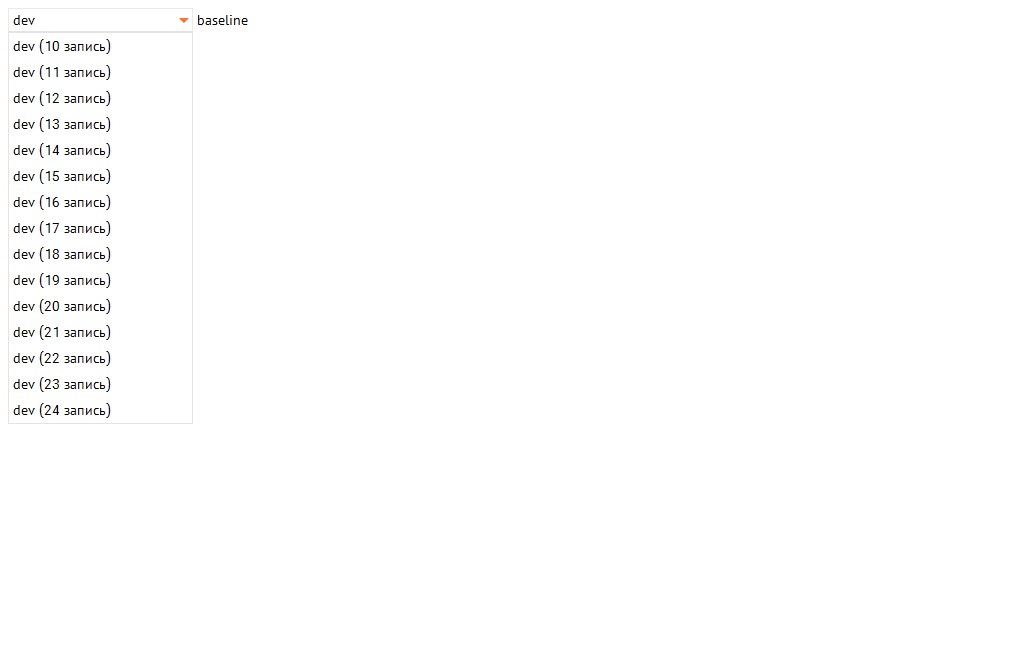 dev baseline
dev (10 запись)
dev (11 запись)
dev (12 запись)
dev (13 запись)
dev (14 запись)
dev (15 запись)
dev (16 запись)
dev (17 запись)
dev (18 запись)
dev (19 запись)
dev (20 запись)
dev (21 запись)
dev (22 запись)
dev (23 запись)
dev (24 запись)